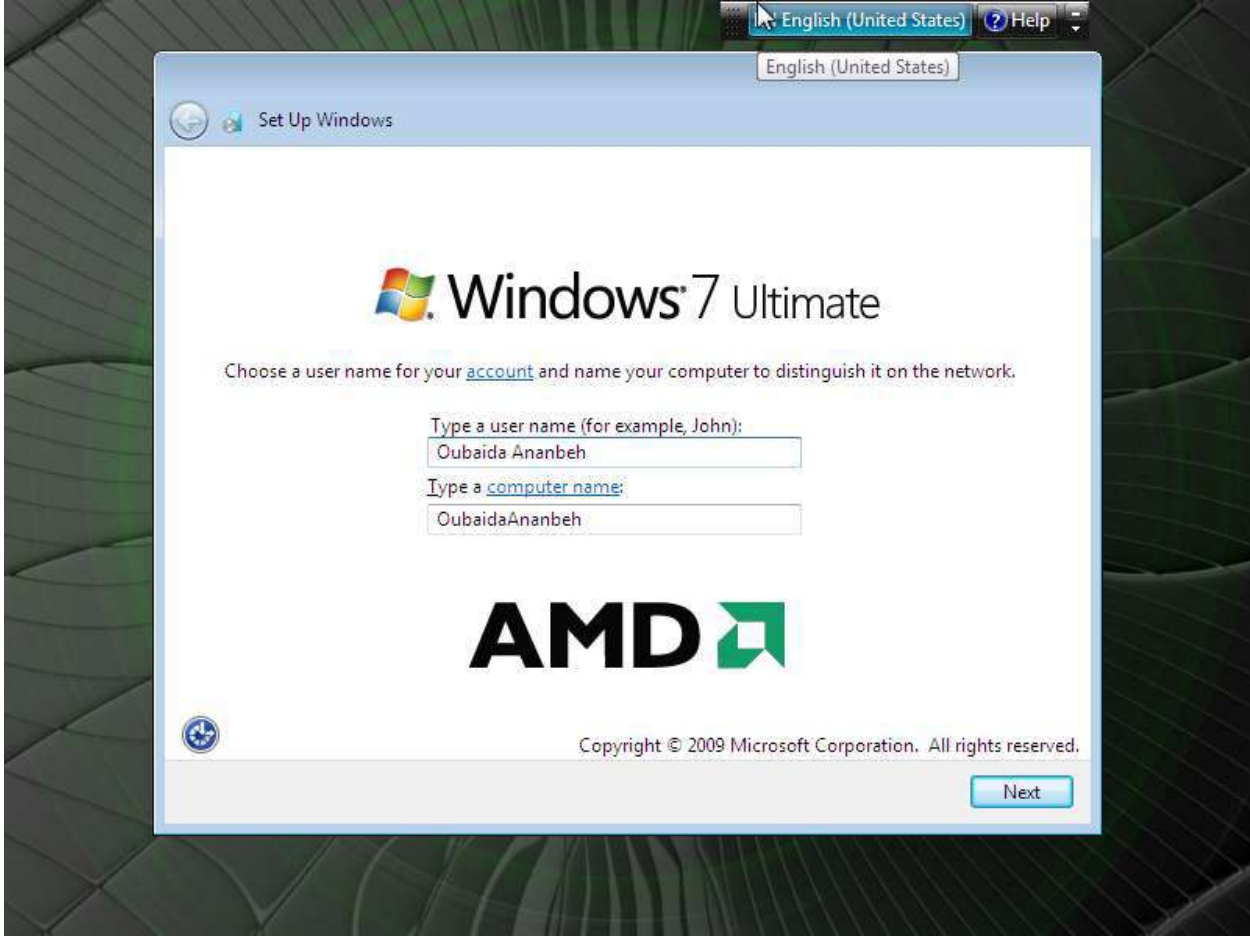 English (United States) Help
English (United States)
Set Up Windows
Windows 7 Ultimate
Choose a user name for your account and name your computer to distinguish it on the network.
Type a user name (for example, John):
Oubaida Ananbeh
Type a computer name:
OubaidaAnanbeh
AMD
Copyright © 2009 Microsoft Corporation. All rights reserved.
Next